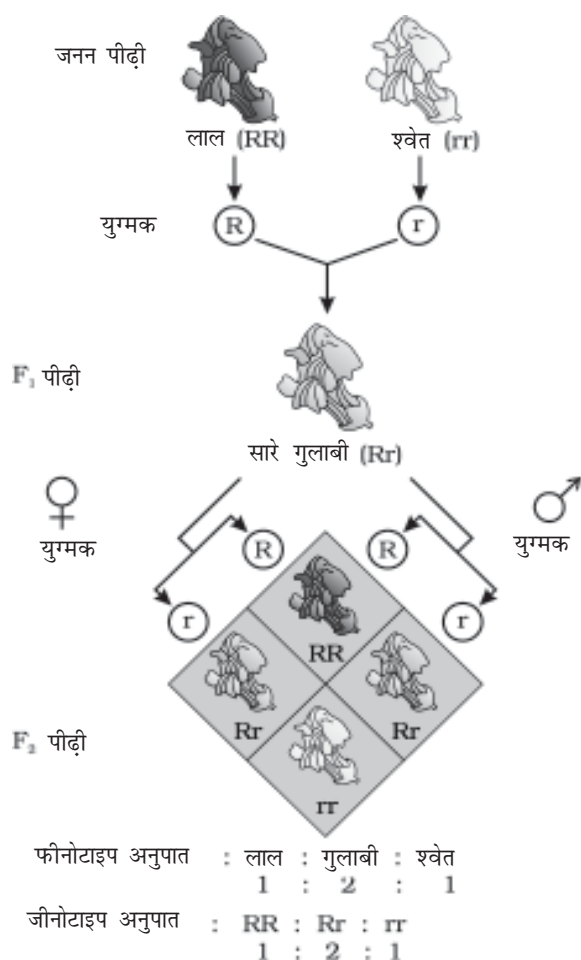 जनन पीढ़ी
लाल (RR) श्वेत (rr)
युग्मक R r
F₁ पीढ़ी
सारे गुलाबी (Rr)
♀ ♂
युग्मक R R युग्मक
r r
RR
Rr Rr
F₂ पीढ़ी
rr
फीनोटाइप अनुपात : लाल : गुलाबी : श्वेत
1 : 2 : 1
जीनोटाइप अनुपात : RR : Rr : rr
1 : 2 : 1